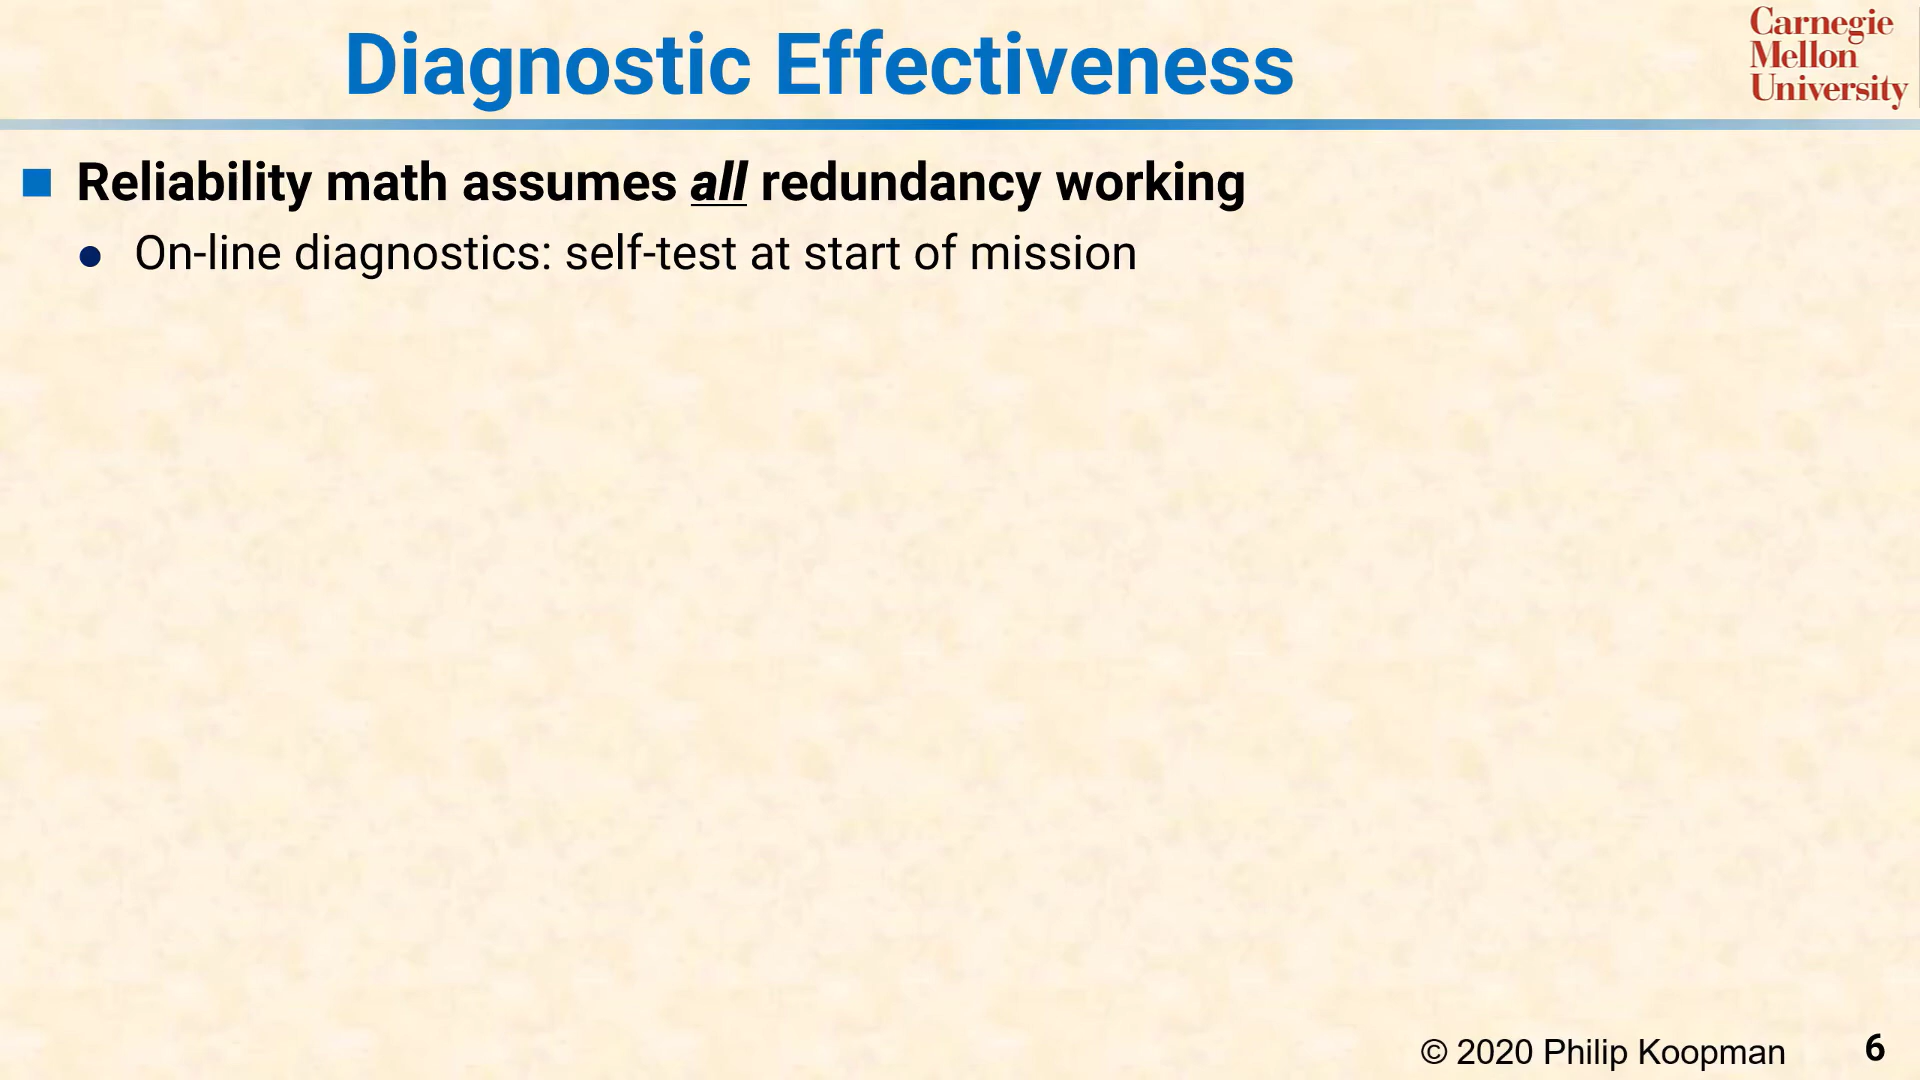 Diagnostic Effectiveness
Carnegie
Mellon
University
Reliability math assumes all redundancy working
On-line diagnostics: self-test at start of mission
© 2020 Philip Koopman
6